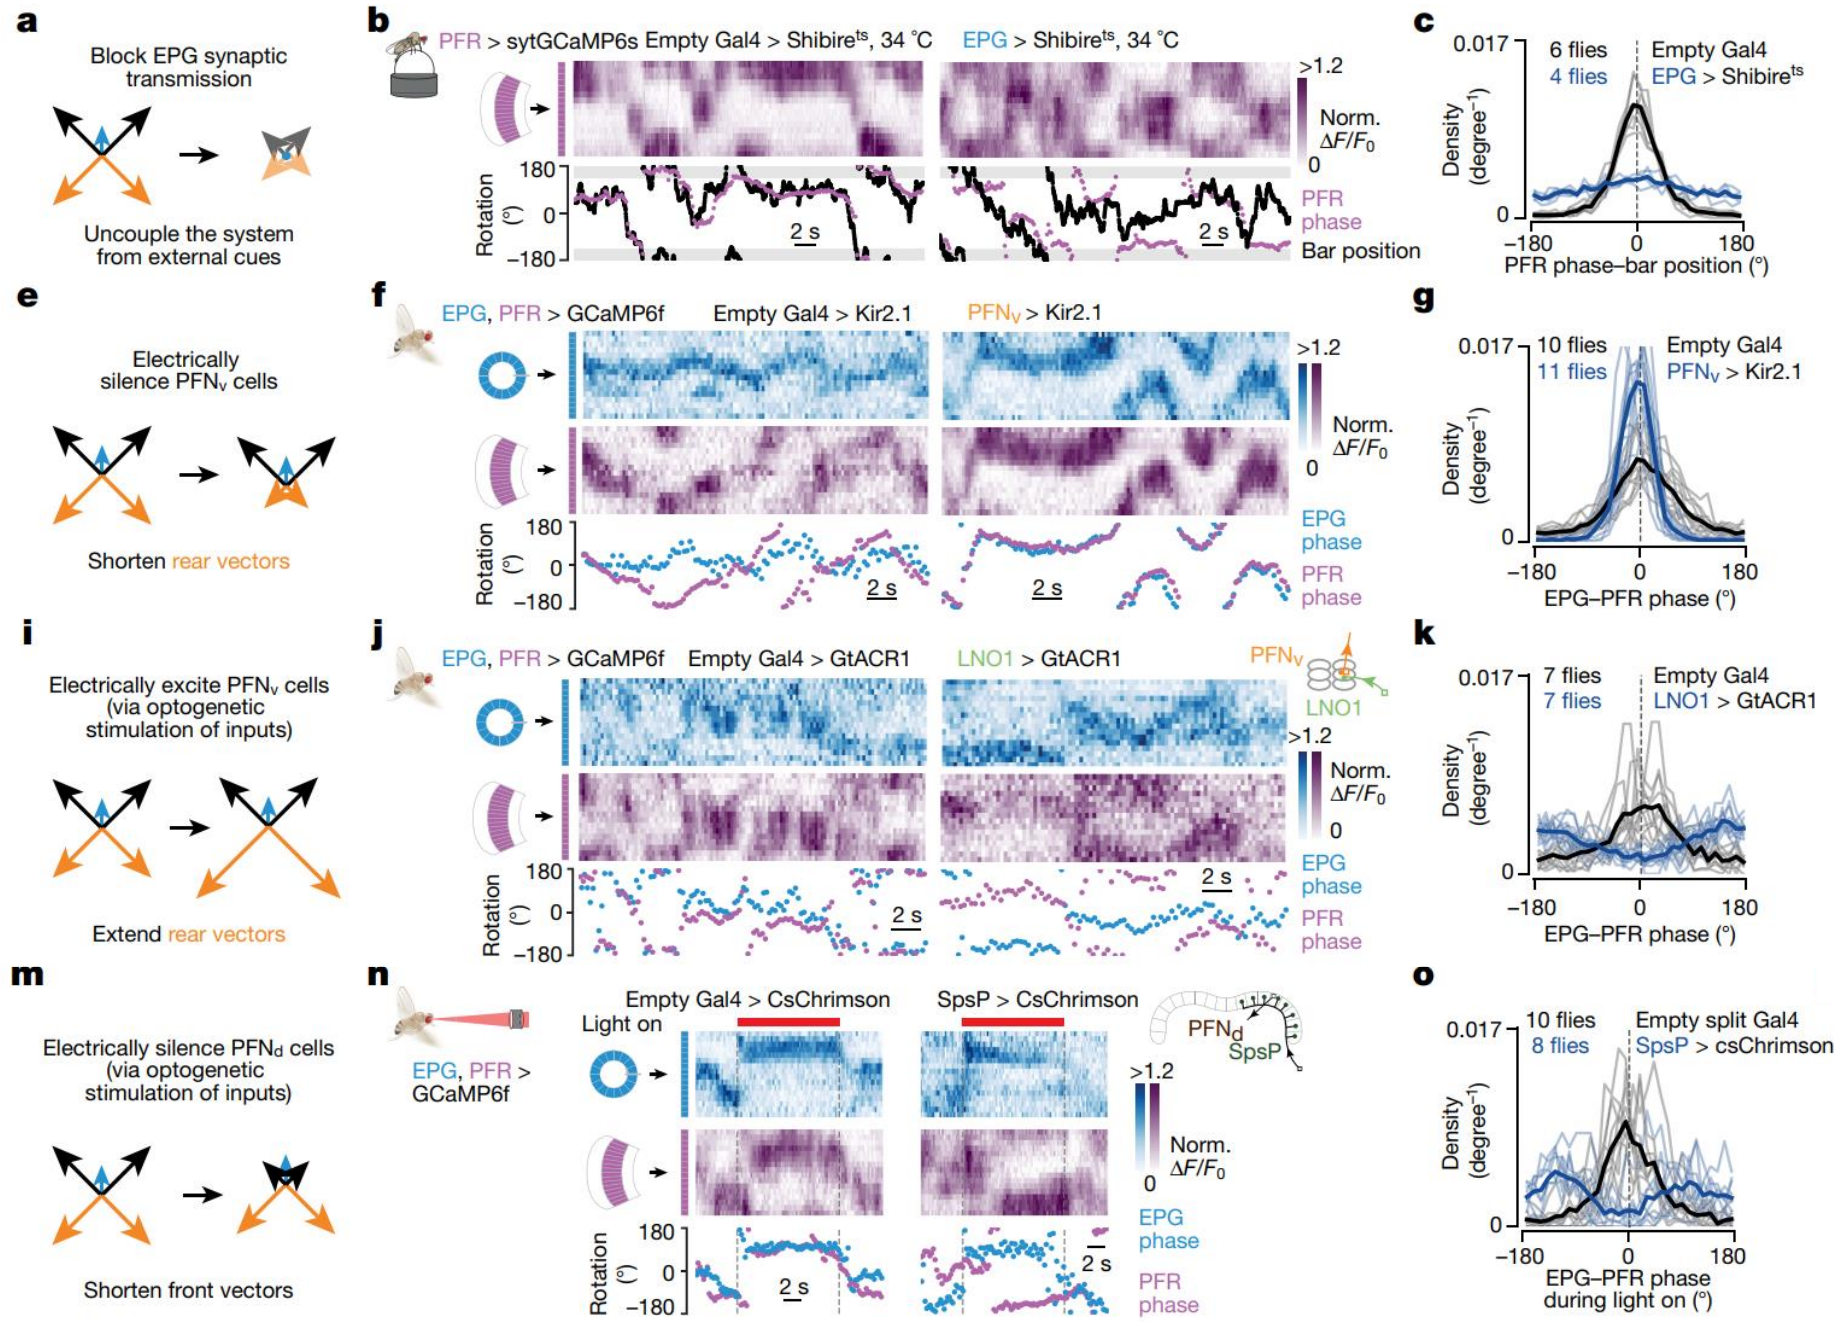 a
Block EPG synaptic
transmission
Uncouple the system
from external cues
b
PFR > sytGCaMP6s Empty Gal4 > Shibireᵗˢ, 34 °C
EPG > Shibireᵗˢ, 34 °C
>1.2
Norm.
ΔF/F₀
0
180
0
−180
Rotation
(°)
2 s
2 s
PFR
phase
Bar position
c
0.017
6 flies Empty Gal4
4 flies EPG > Shibireᵗˢ
Density
(degree⁻¹)
0
−180 0 180
PFR phase–bar position (°)
e
Electrically
silence PFNᵥ cells
Shorten rear vectors
f
EPG, PFR > GCaMP6f
Empty Gal4 > Kir2.1
PFNᵥ > Kir2.1
>1.2
Norm.
ΔF/F₀
0
180
0
−180
Rotation
(°)
2 s
2 s
EPG
phase
PFR
phase
g
0.017
10 flies Empty Gal4
11 flies PFNᵥ > Kir2.1
Density
(degree⁻¹)
0
−180 0 180
EPG–PFR phase (°)
i
Electrically excite PFNᵥ cells
(via optogenetic
stimulation of inputs)
Extend rear vectors
j
EPG, PFR > GCaMP6f
Empty Gal4 > GtACR1
LNO1 > GtACR1
PFNᵥ
LNO1
>1.2
Norm.
ΔF/F₀
0
180
0
−180
Rotation
(°)
2 s
2 s
EPG
phase
PFR
phase
k
0.017
7 flies Empty Gal4
7 flies LNO1 > GtACR1
Density
(degree⁻¹)
0
−180 0 180
EPG–PFR phase (°)
m
Electrically silence PFN_d cells
(via optogenetic
stimulation of inputs)
Shorten front vectors
n
Empty Gal4 > CsChrimson
SpsP > CsChrimson
Light on
EPG, PFR >
GCaMP6f
PFN_d
SpsP
>1.2
Norm.
ΔF/F₀
0
180
0
−180
Rotation
(°)
2 s
2 s
EPG
phase
PFR
phase
o
0.017
10 flies Empty split Gal4
8 flies SpsP > csChrimson
Density
(degree⁻¹)
0
−180 0 180
EPG–PFR phase
during light on (°)